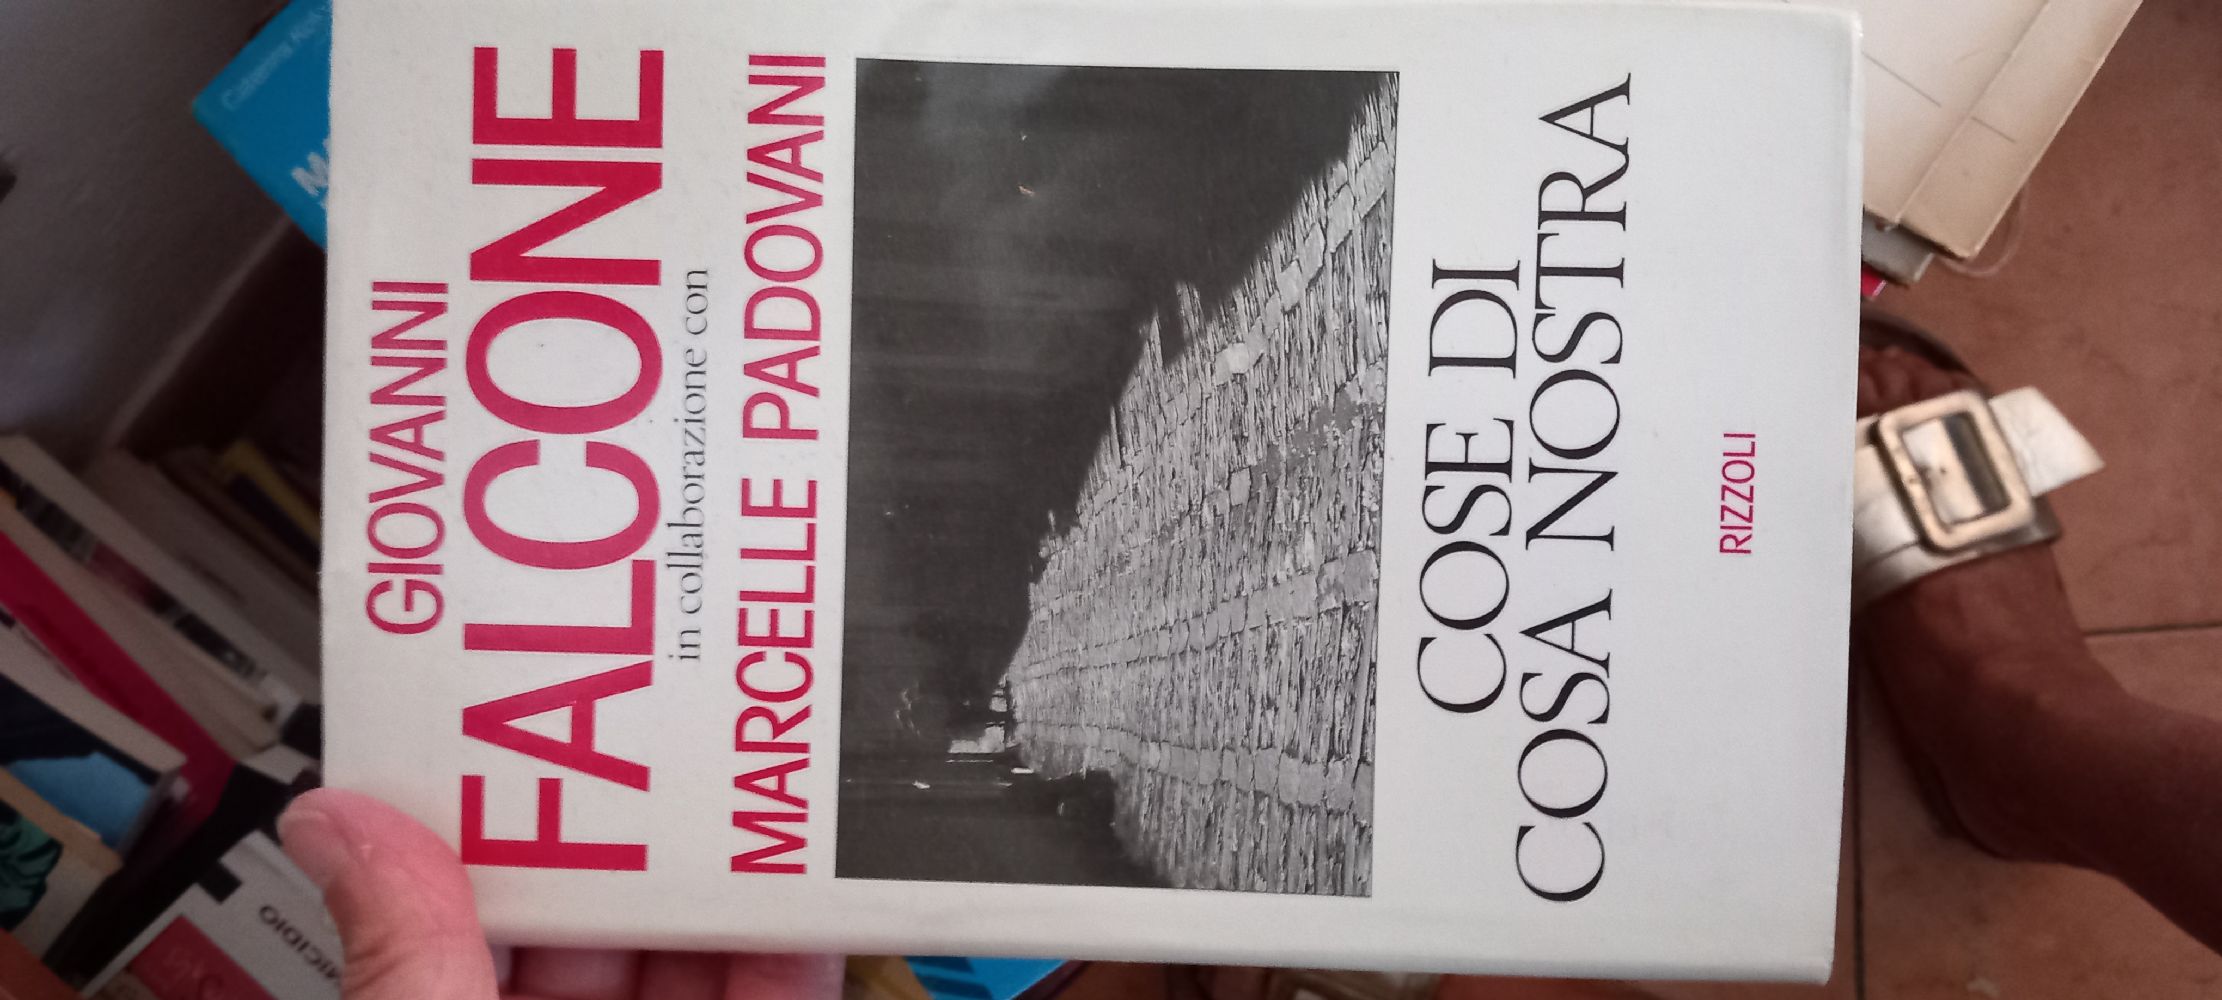 GIOVANNI
FALCONE
in collaborazione con
MARCELLE PADOVANI
COSE DI
COSA NOSTRA
RIZZOLI